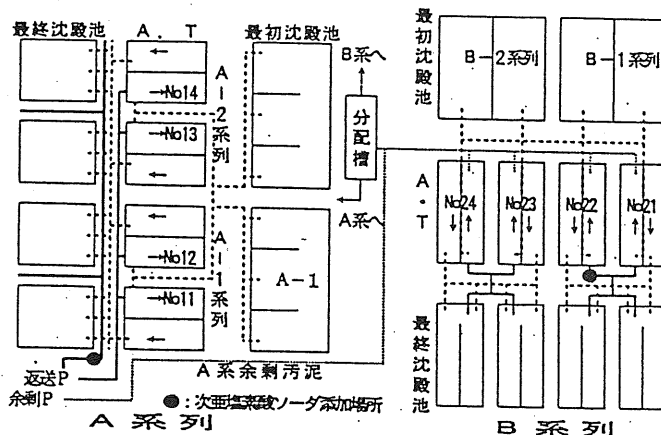 最終沈殿池
A．T
最初沈殿池
B系へ
分配槽
A系へ
No14
No13
No12
No11
A－2系列
A－1系列
A－1
返送P
余剰P
A系余剰汚泥
●:次亜塩素酸ソーダ添加場所
A系列
最初沈殿池
B－2系列
B－1系列
A・T
No24
No23
No22
No21
最終沈殿池
B系列